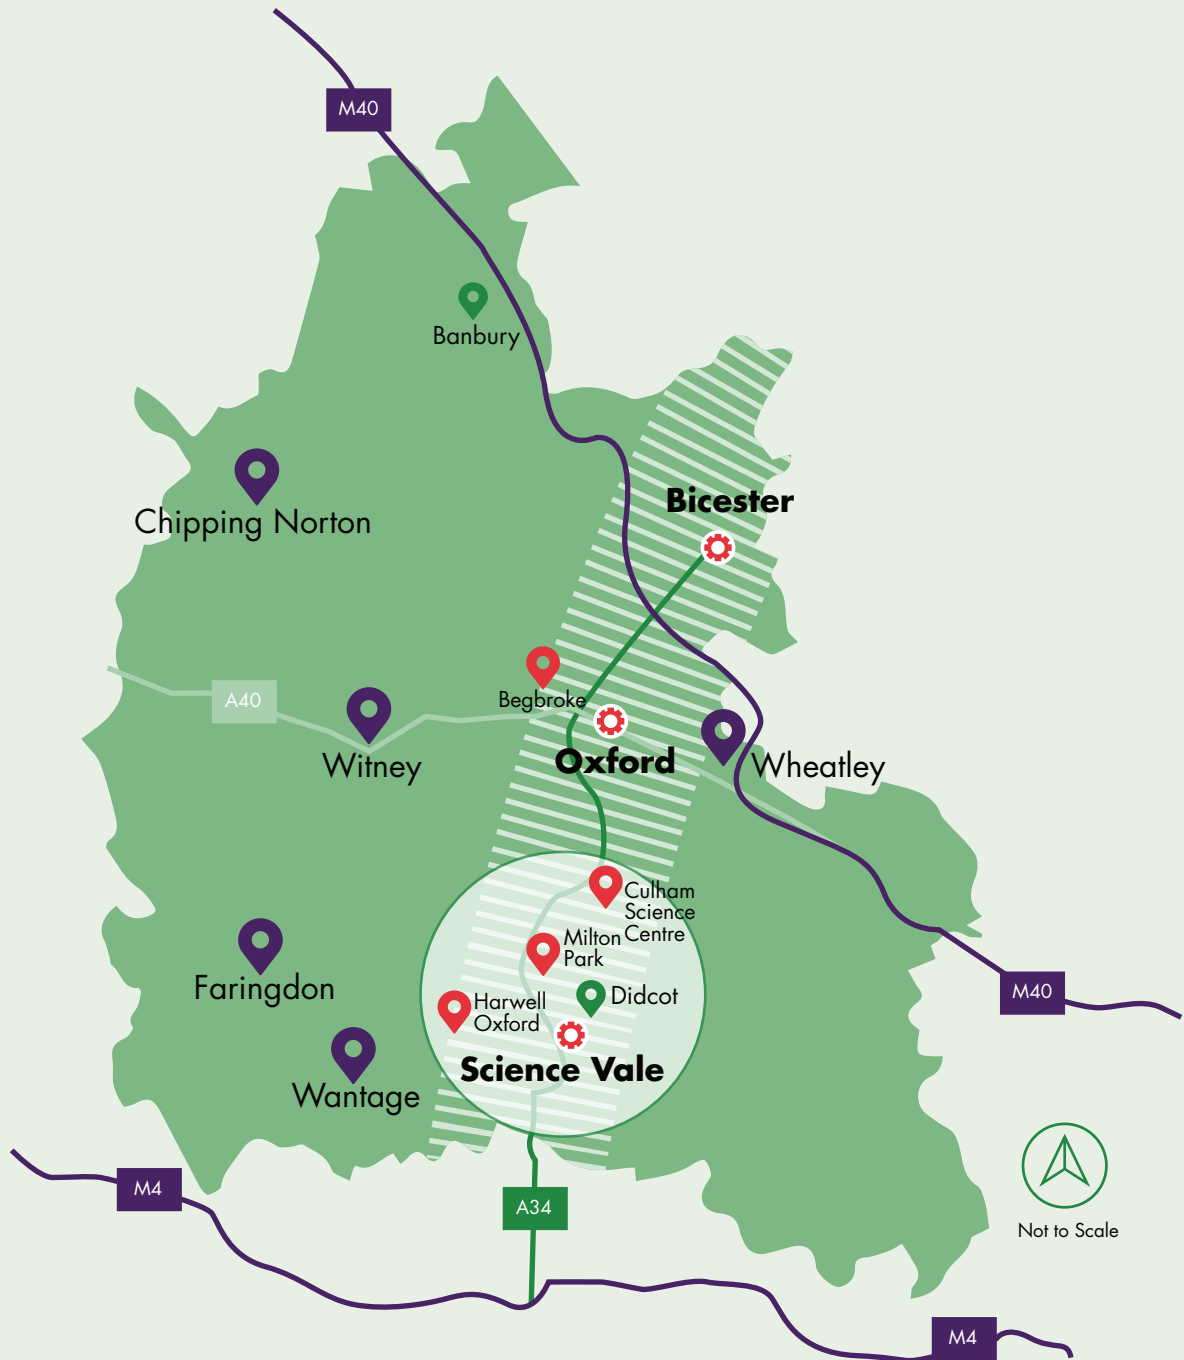 M40
Banbury
Bicester
Chipping Norton
Begbroke
A40
Oxford
Witney
Wheatley
Culham
Science
Centre
Milton
Park
Faringdon
Didcot
Harwell
Oxford
M40
Science Vale
Wantage
M4
A34
Not to Scale
M4